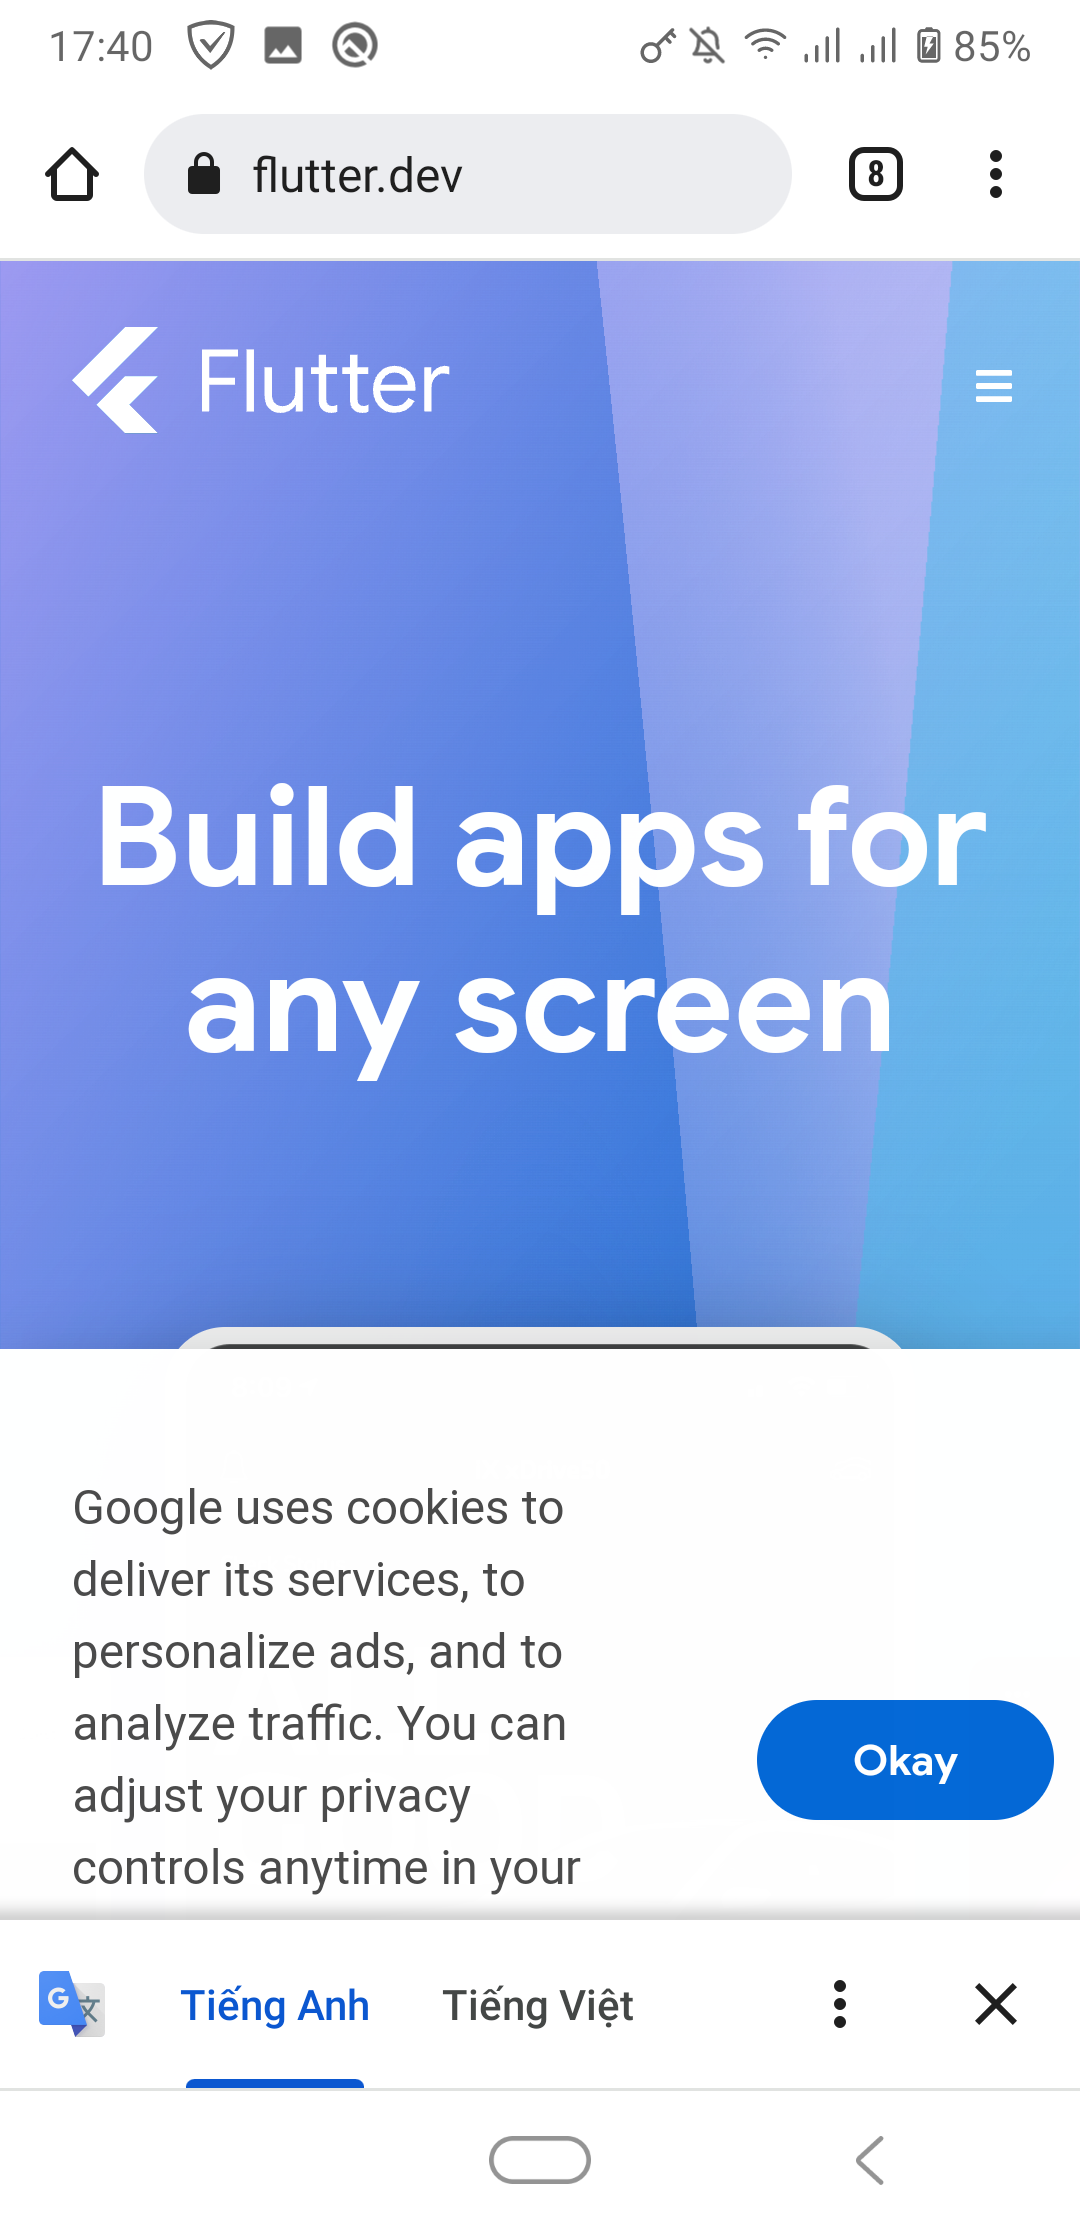 17:40 85%
flutter.dev 8
Flutter
Build apps for
any screen
Google uses cookies to
deliver its services, to
personalize ads, and to
analyze traffic. You can
adjust your privacy
controls anytime in your
Okay
Tiếng Anh Tiếng Việt